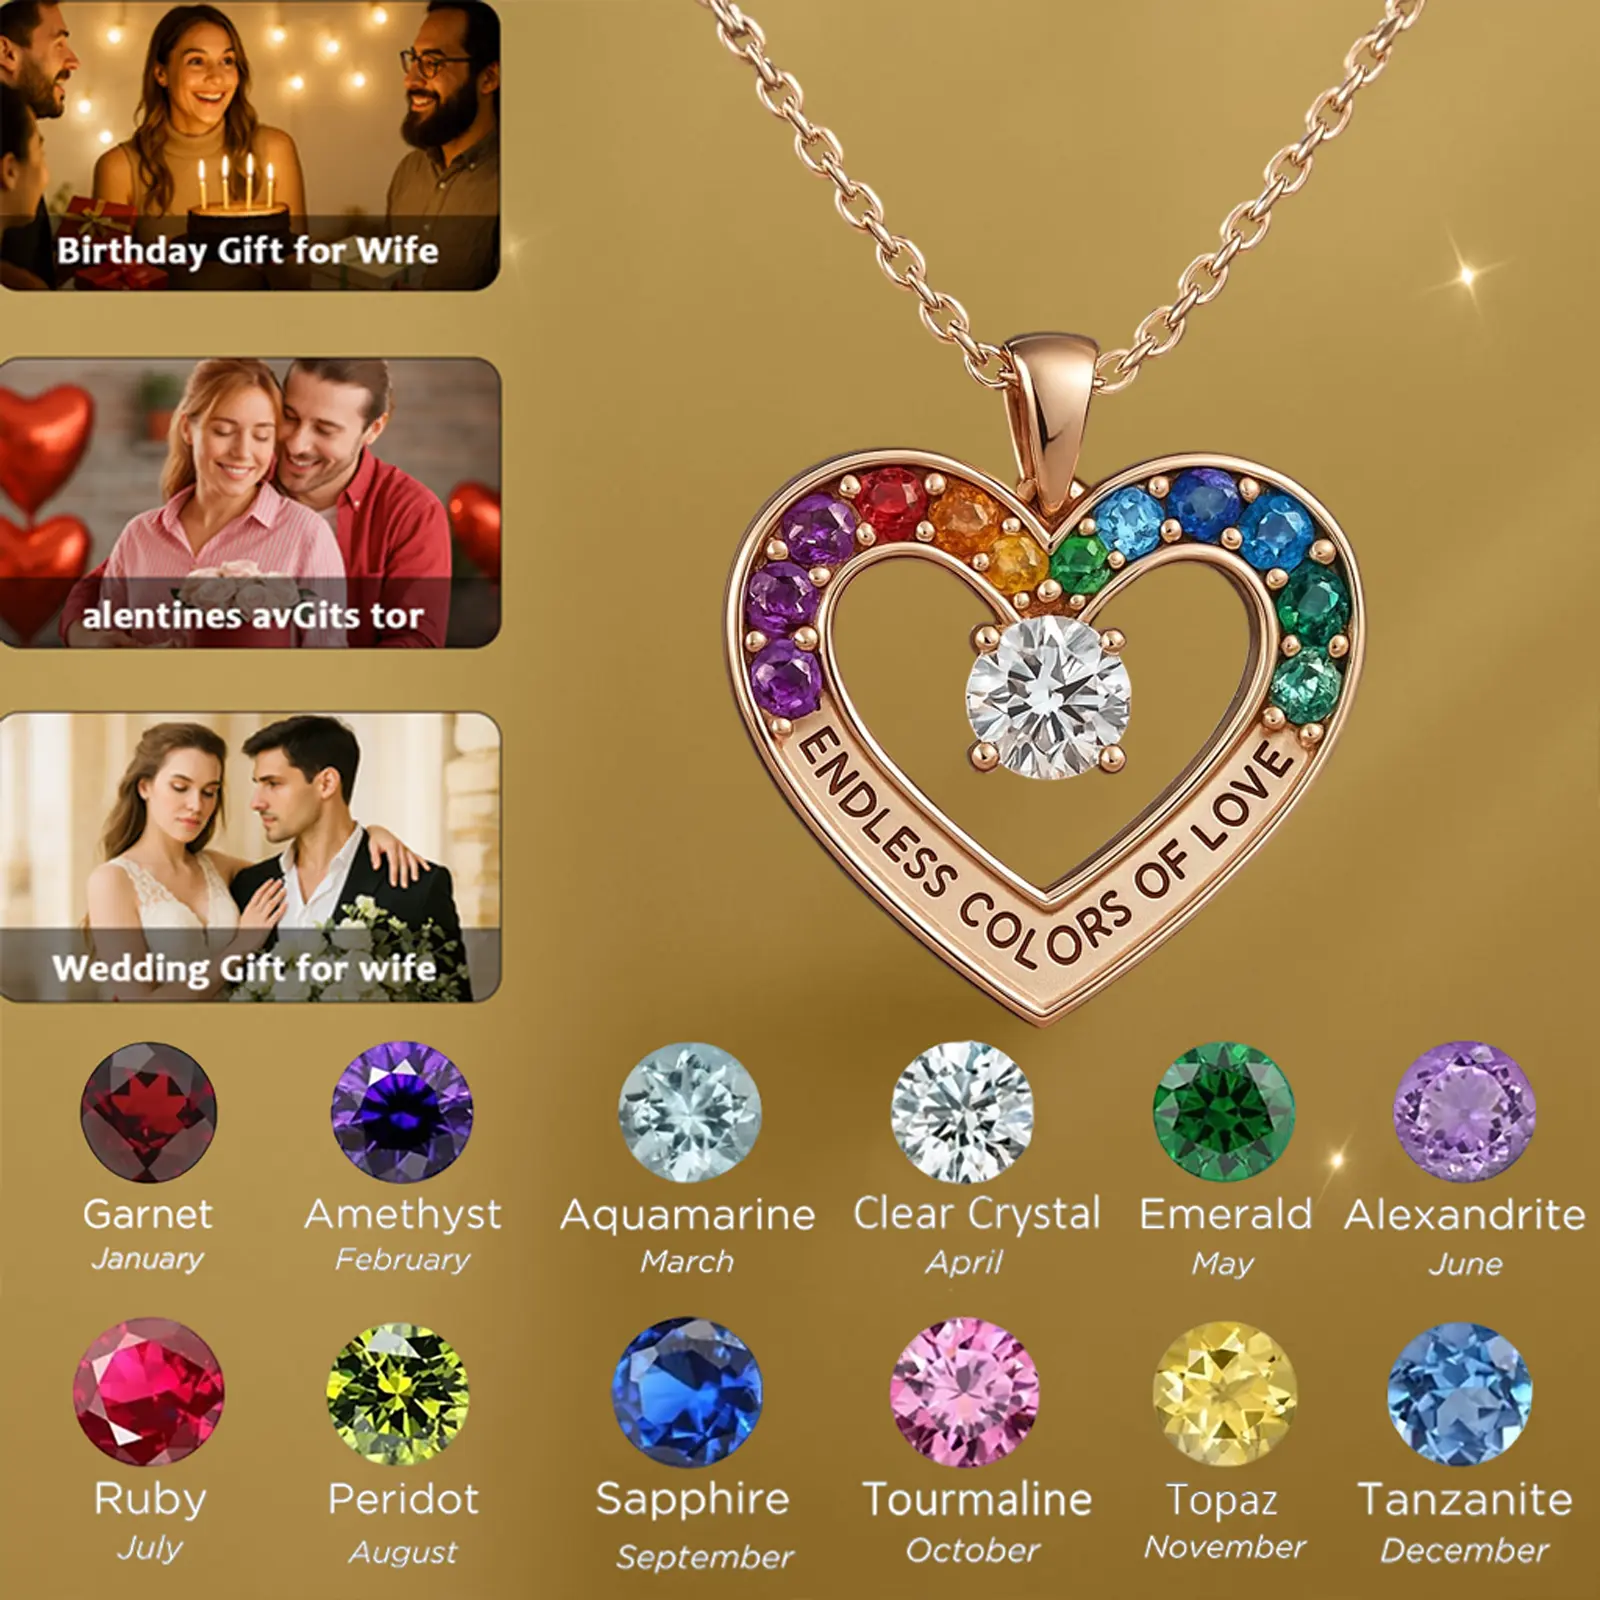 Birthday Gift for Wife
alentines avGits tor
Wedding Gift for wife
ENDLESS COLORS OF LOVE
Garnet
January
Amethyst
February
Aquamarine
March
Clear Crystal
April
Emerald
May
Alexandrite
June
Ruby
July
Peridot
August
Sapphire
September
Tourmaline
October
Topaz
November
Tanzanite
December